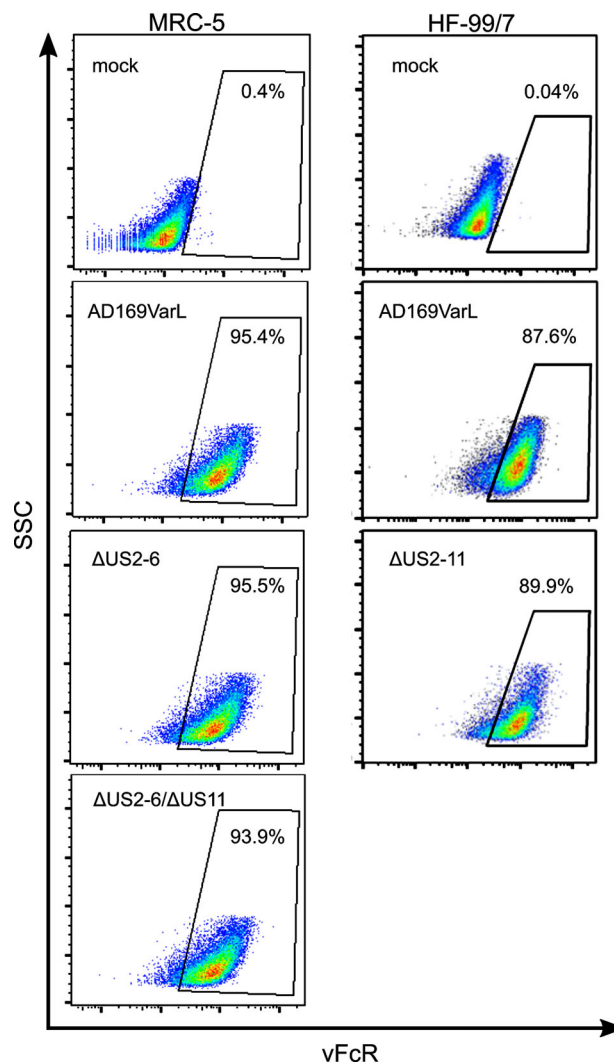 MRC-5
HF-99/7
mock
0.4%
mock
0.04%
AD169VarL
95.4%
AD169VarL
87.6%
ΔUS2-6
95.5%
ΔUS2-11
89.9%
ΔUS2-6/ΔUS11
93.9%
SSC
vFcR